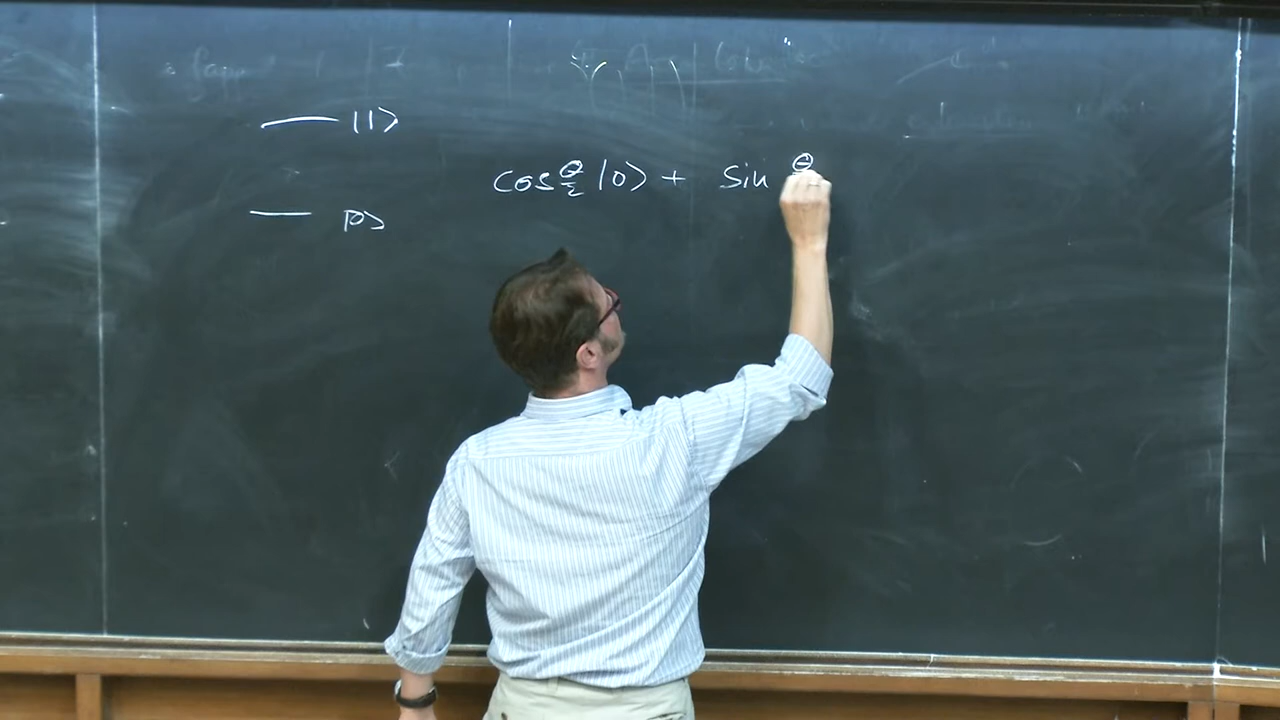 |1⟩
cos θ/2 |0⟩ + sin θ
|0⟩